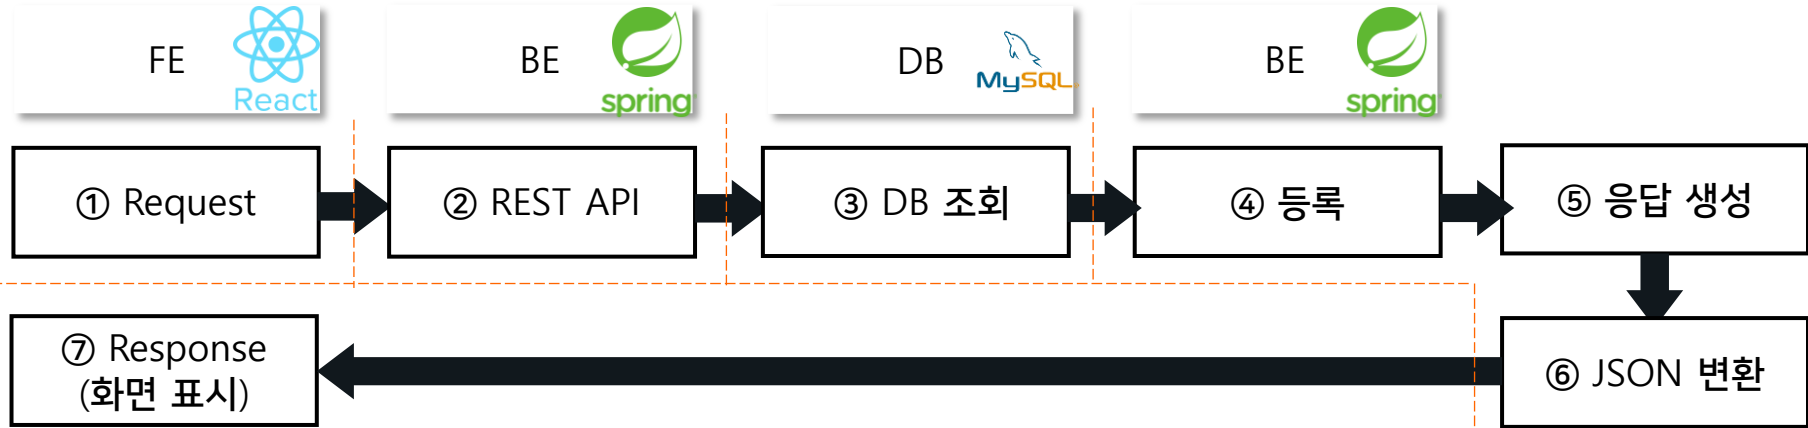 FE
React
BE
spring
DB
MySQL
BE
spring
① Request
② REST API
③ DB 조회
④ 등록
⑤ 응답 생성
⑦ Response
(화면 표시)
⑥ JSON 변환